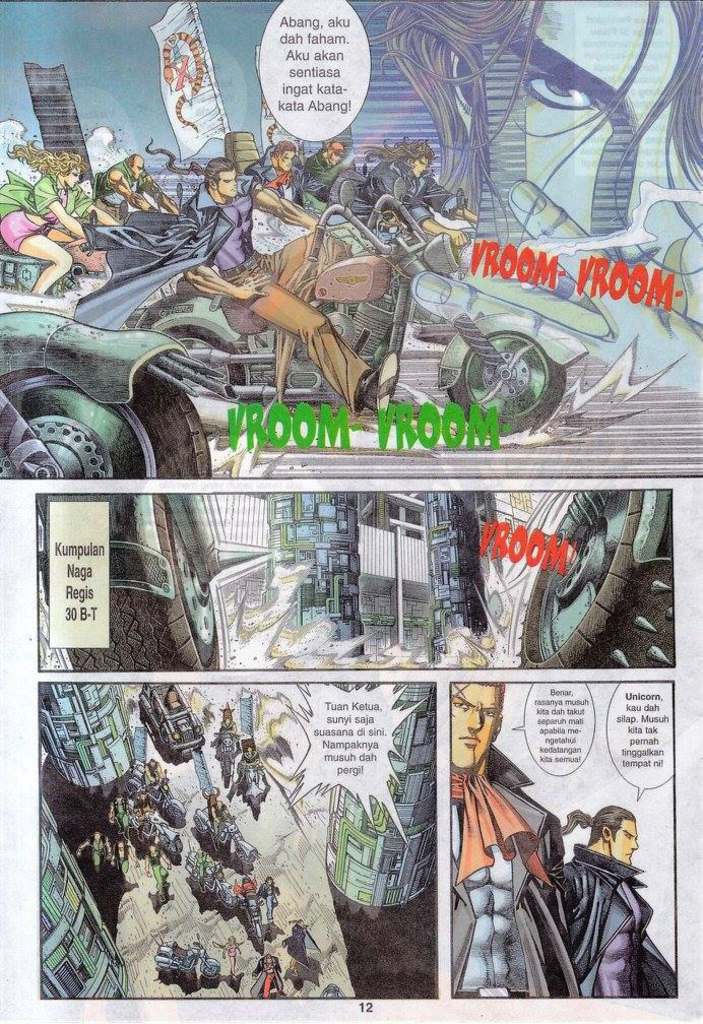 Abang, aku
dah faham.
Aku akan
sentiasa
ingat kata-
kata Abang!
VROOM- VROOM-
VROOM- VROOM-
Kumpulan
Naga
Regis
30 B-T
VROOM
Tuan Ketua,
sunyi saja
suasana di sini.
Nampaknya
musuh dah
pergi!
Benar,
rasanya musuh
kita dah takut
separuh mati
apabila me-
ngetahui
kedatangan
kita semua!
Unicorn,
kau dah
silap. Musuh
kita tak
pernah
tinggalkan
tempat ni!
12